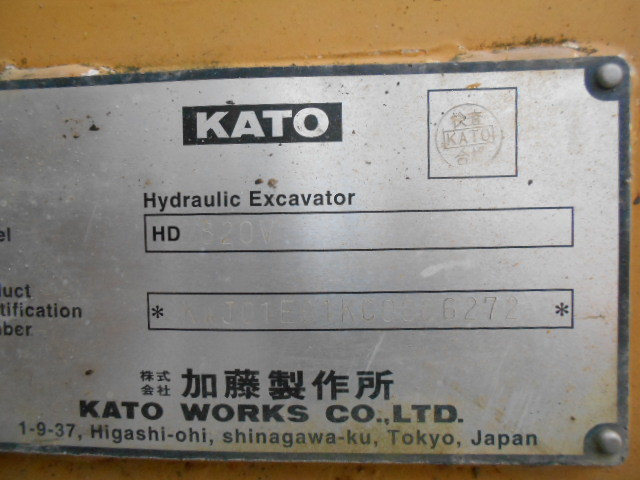 KATO
検査
KATO
合格
Hydraulic Excavator
el
HD
duct
tification
mber
* *
株式会社 加藤製作所
KATO WORKS CO.,LTD.
1-9-37, Higashi-ohi, shinagawa-ku, Tokyo, Japan